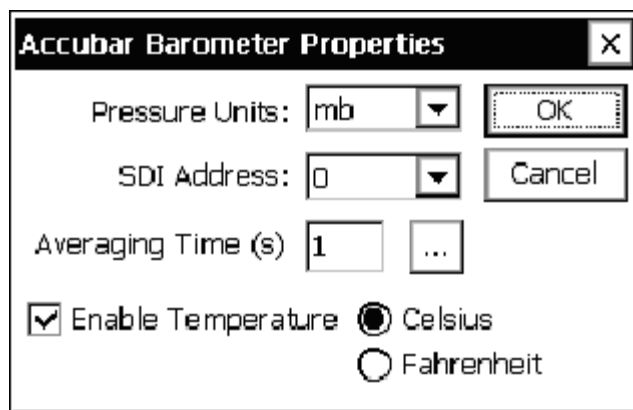 Accubar Barometer Properties
Pressure Units: mb OK
SDI Address: 0 Cancel
Averaging Time (s) 1 ...
Enable Temperature Celsius
Fahrenheit